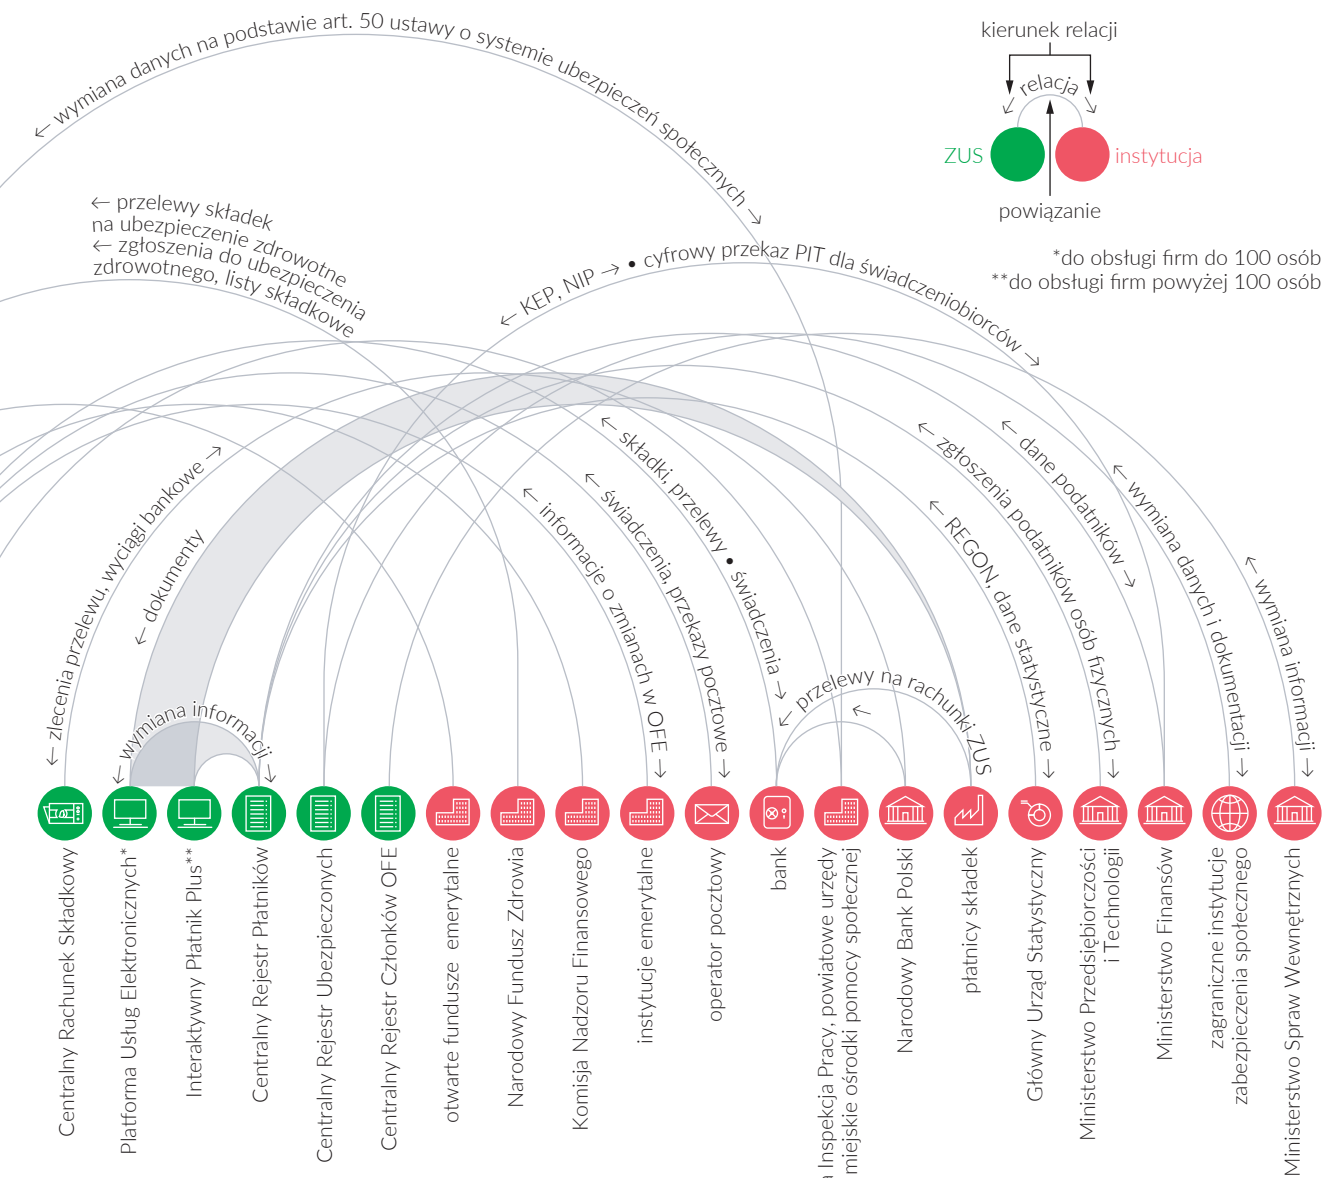 ← wymiana danych na podstawie art. 50 ustawy o systemie ubezpieczeń społecznych →
kierunek relacji
← relacja →
ZUS
instytucja
powiązanie
*do obsługi firm do 100 osób
**do obsługi firm powyżej 100 osób
← przelewy składek
na ubezpieczenie zdrowotne
← zgłoszenia do ubezpieczenia
zdrowotnego, listy składkowe
← KEP, NIP → • cyfrowy przekaz PIT dla świadczeniobiorców →
← zlecenia przelewu, wyciągi bankowe →
← dokumenty
← wymiana informacji →
← informacje o zmianach w OFE →
← świadczenia, przekazy pocztowe →
← składki, przelewy • świadczenia →
← przelewy na rachunki ZUS
←
← REGON, dane statystyczne →
← zgłoszenia podatników osób fizycznych →
← dane podatników →
← wymiana danych i dokumentacji →
← wymiana informacji →
Centralny Rachunek Składkowy
Platforma Usług Elektronicznych*
Interaktywny Płatnik Plus**
Centralny Rejestr Płatników
Centralny Rejestr Ubezpieczonych
Centralny Rejestr Członków OFE
otwarte fundusze emerytalne
Narodowy Fundusz Zdrowia
Komisja Nadzoru Finansowego
instytucje emerytalne
operator pocztowy
bank
Inspekcja Pracy, powiatowe urzędy
miejskie ośrodki pomocy społecznej
Narodowy Bank Polski
płatnicy składek
Główny Urząd Statystyczny
Ministerstwo Przedsiębiorczości
i Technologii
Ministerstwo Finansów
zagraniczne instytucje
zabezpieczenia społecznego
Ministerstwo Spraw Wewnętrznych